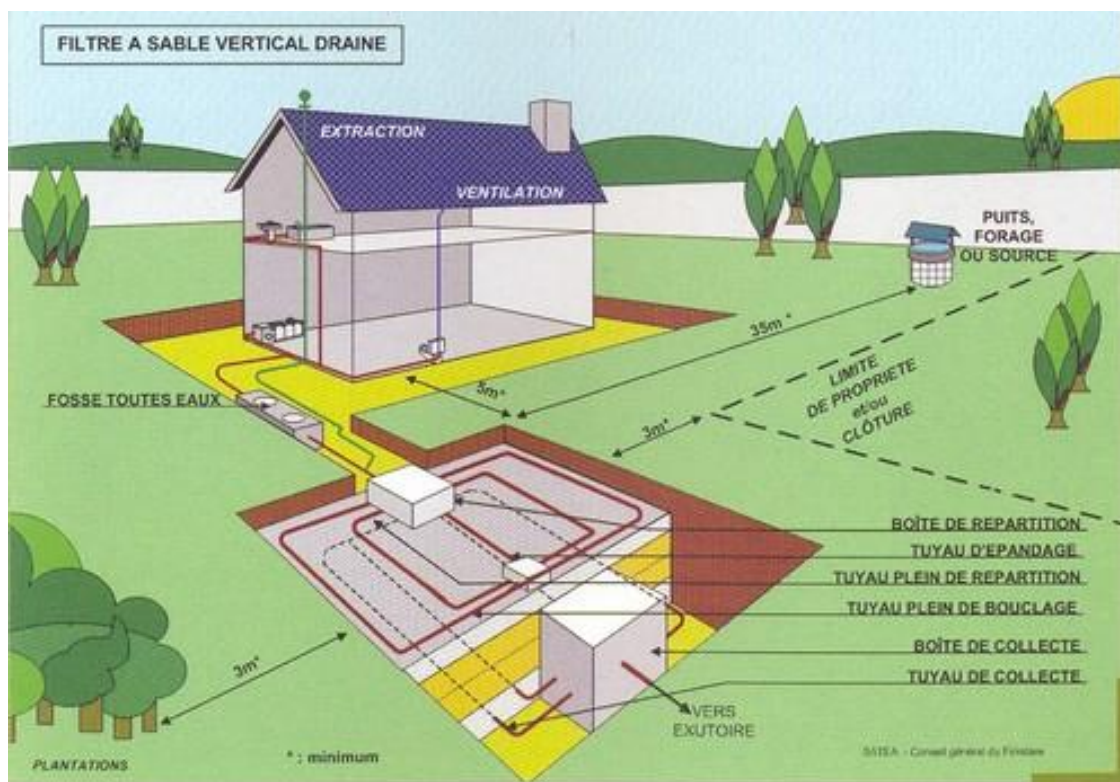 FILTRE A SABLE VERTICAL DRAINE
EXTRACTION
VENTILATION
PUITS,
FORAGE
OU SOURCE
35m*
5m*
LIMITE
DE PROPRIETE
et/ou
CLÔTURE
3m*
FOSSE TOUTES EAUX
BOÎTE DE REPARTITION
TUYAU D'EPANDAGE
TUYAU PLEIN DE REPARTITION
TUYAU PLEIN DE BOUCLAGE
BOÎTE DE COLLECTE
TUYAU DE COLLECTE
3m*
VERS
EXUTOIRE
* : minimum
PLANTATIONS
SATEA - Conseil général du Finistère